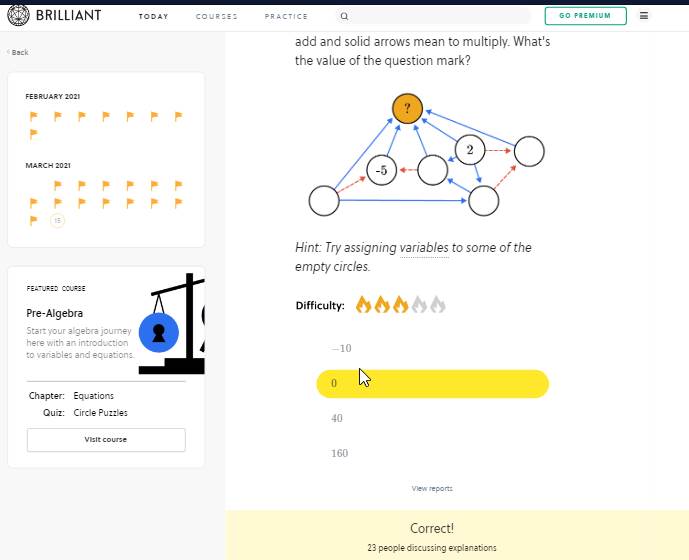 BRILLIANT
TODAY COURSES PRACTICE
GO PREMIUM
‹ Back
FEBRUARY 2021
MARCH 2021
15
FEATURED COURSE
Pre-Algebra
Start your algebra journey
here with an introduction
to variables and equations.
Chapter: Equations
Quiz: Circle Puzzles
Visit course
add and solid arrows mean to multiply. What's
the value of the question mark?
?
2
-5
Hint: Try assigning variables to some of the
empty circles.
Difficulty:
−10
0
40
160
View reports
Correct!
23 people discussing explanations